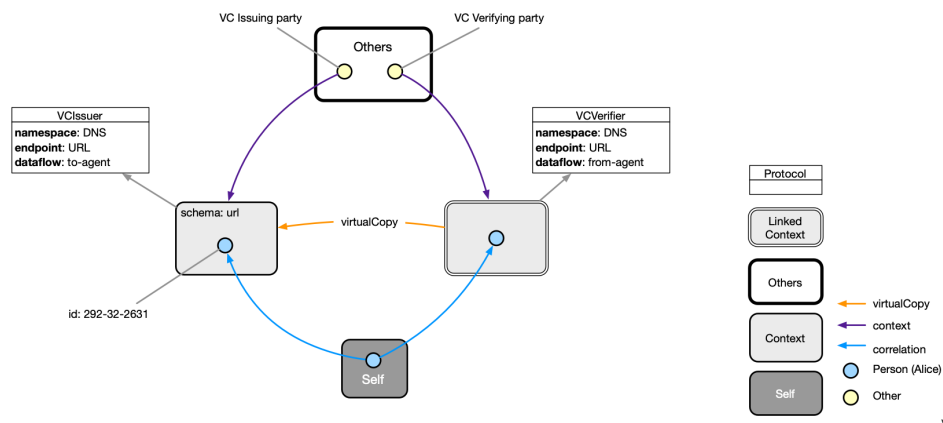 VC Issuing party
VC Verifying party
Others
VCIssuer
namespace: DNS
endpoint: URL
dataflow: to-agent
VCVerifier
namespace: DNS
endpoint: URL
dataflow: from-agent
schema: url
virtualCopy
id: 292-32-2631
Self
Protocol
Linked
Context
Others
Context
Self
virtualCopy
context
correlation
Person (Alice)
Other